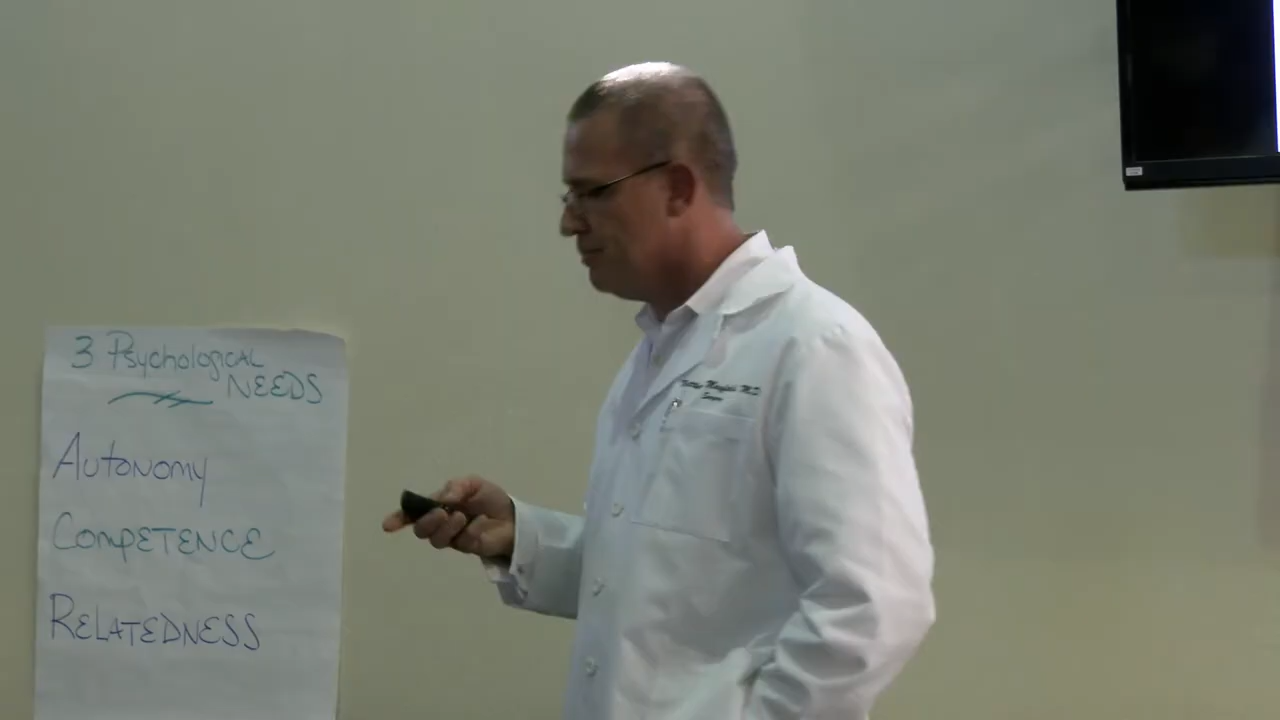 3 Psychological
NEEDS
Autonomy
COMPETENCE
RELATEDNESS
M.D.